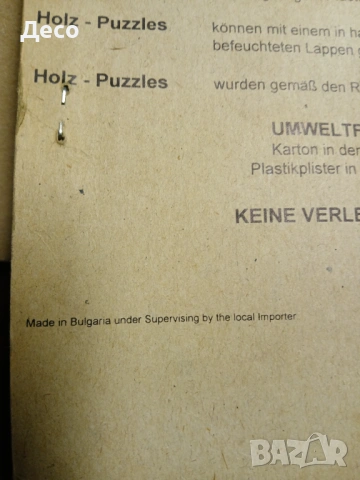 Деco
Holz - Puzzles können mit einem in
befeuchteten Lappen
Holz - Puzzles wurden gemäß den
UMWELTF
Karton in der
Plastikplister in
KEINE VERLE
Made in Bulgaria under Supervising by the local Importer
BAZAR